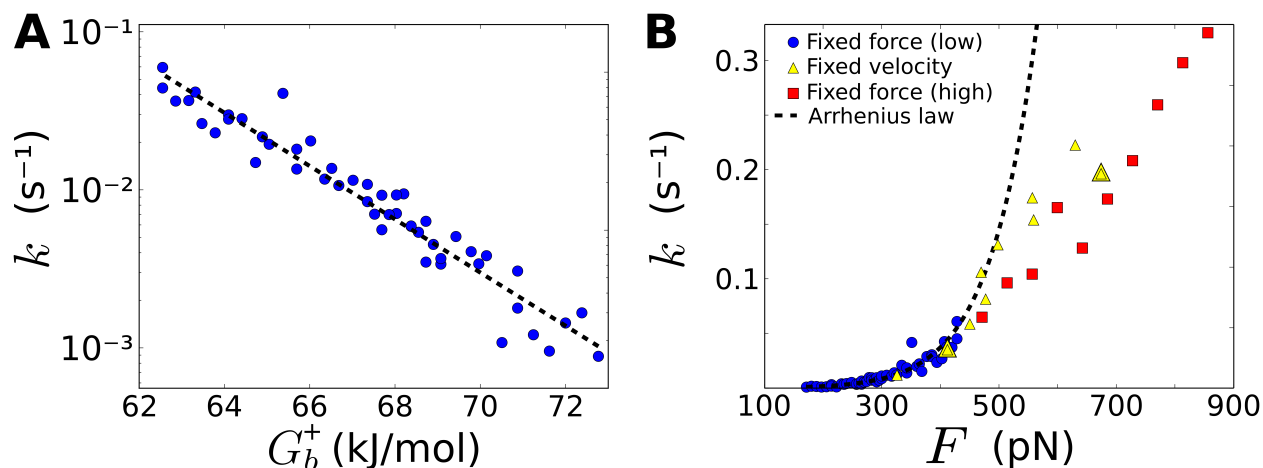 A
10⁻¹
10⁻²
10⁻³
k (s⁻¹)
62 64 66 68 70 72
G_b^+ (kJ/mol)
B
Fixed force (low)
Fixed velocity
Fixed force (high)
Arrhenius law
0.3
0.2
0.1
k (s⁻¹)
100 300 500 700 900
F (pN)